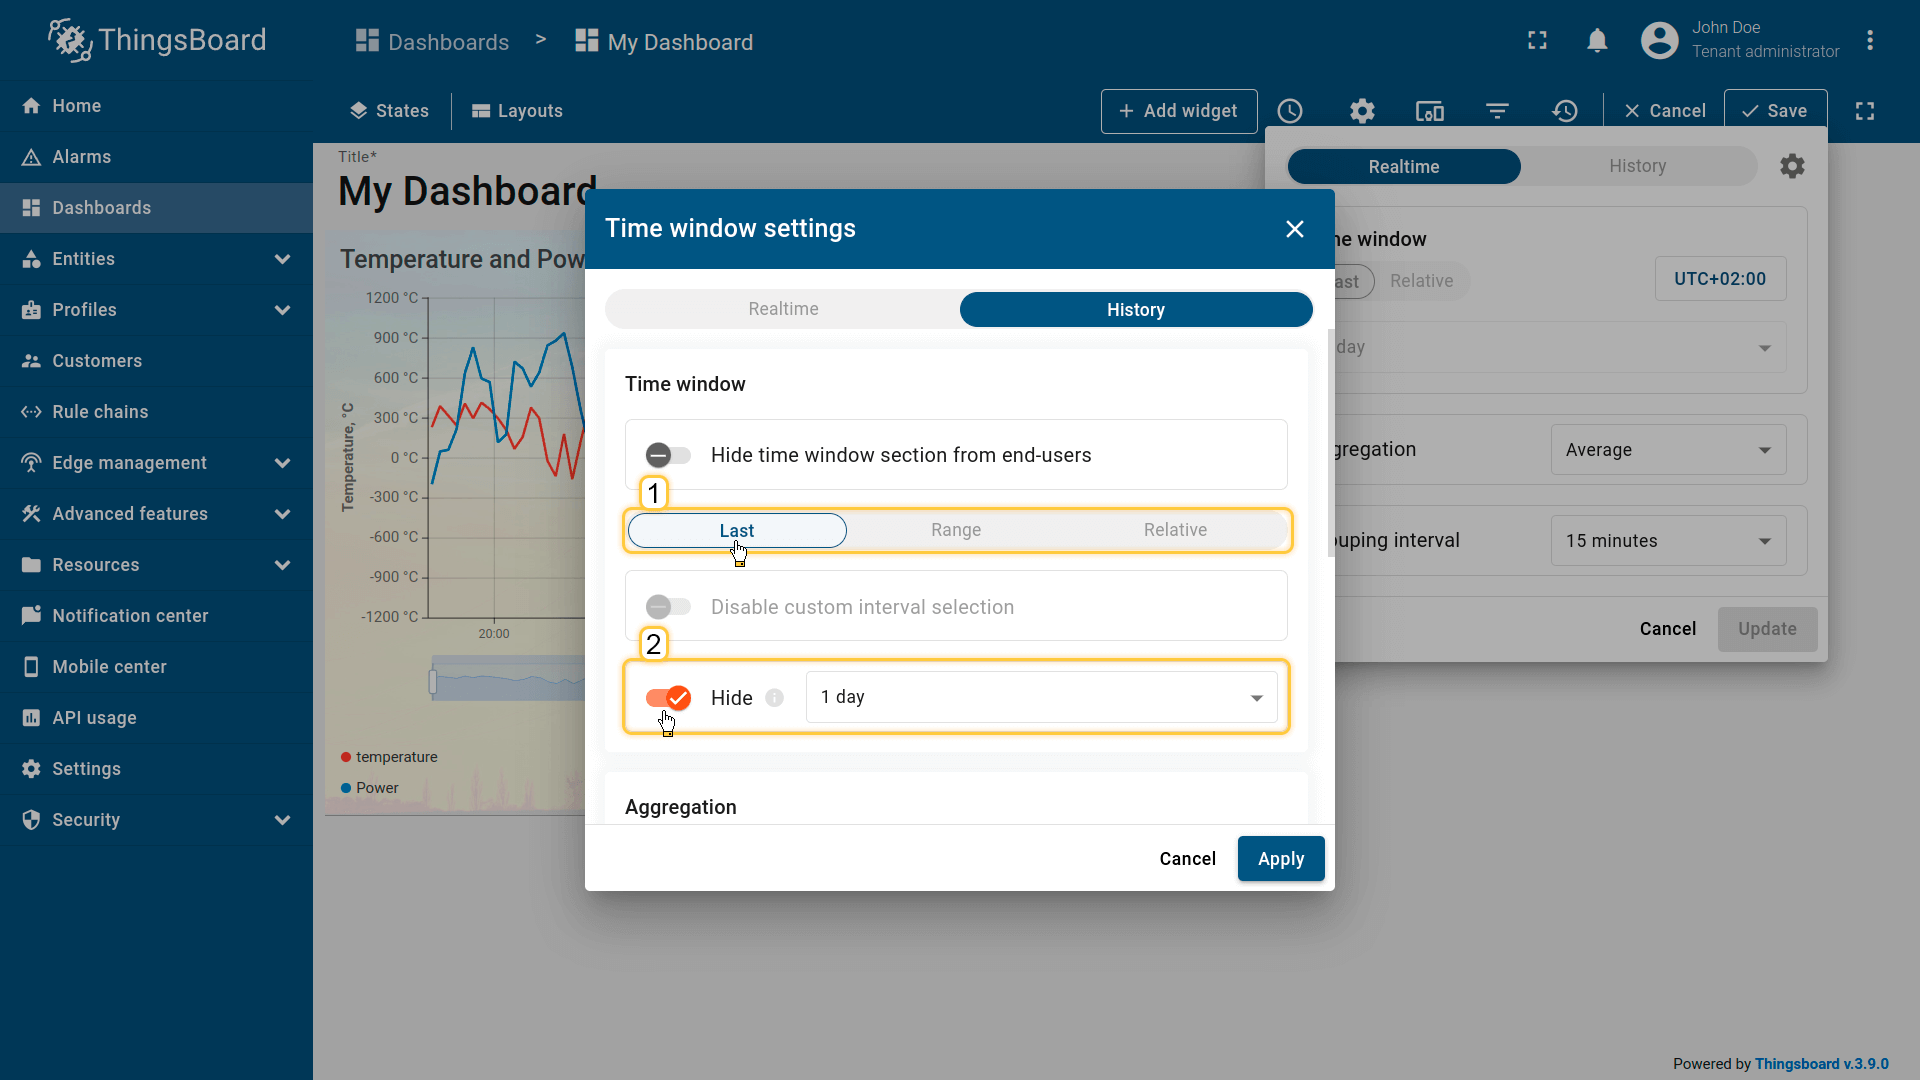 ThingsBoard
Dashboards > My Dashboard
John Doe
Tenant administrator
Home
Alarms
Dashboards
Entities
Profiles
Customers
Rule chains
Edge management
Advanced features
Resources
Notification center
Mobile center
API usage
Settings
Security
States
Layouts
+ Add widget
Cancel
Save
Title*
My Dashboard
Temperature and Pow
Temperature, °C
1200 °C
900 °C
600 °C
300 °C
0 °C
-300 °C
-600 °C
-900 °C
-1200 °C
20:00
temperature
Power
Time window settings
Realtime
History
Time window
Hide time window section from end-users
1
Last
Range
Relative
Disable custom interval selection
2
Hide
1 day
Aggregation
Cancel
Apply
Realtime
History
ne window
ast
Relative
UTC+02:00
day
gregation
Average
ouping interval
15 minutes
Cancel
Update
Powered by Thingsboard v.3.9.0